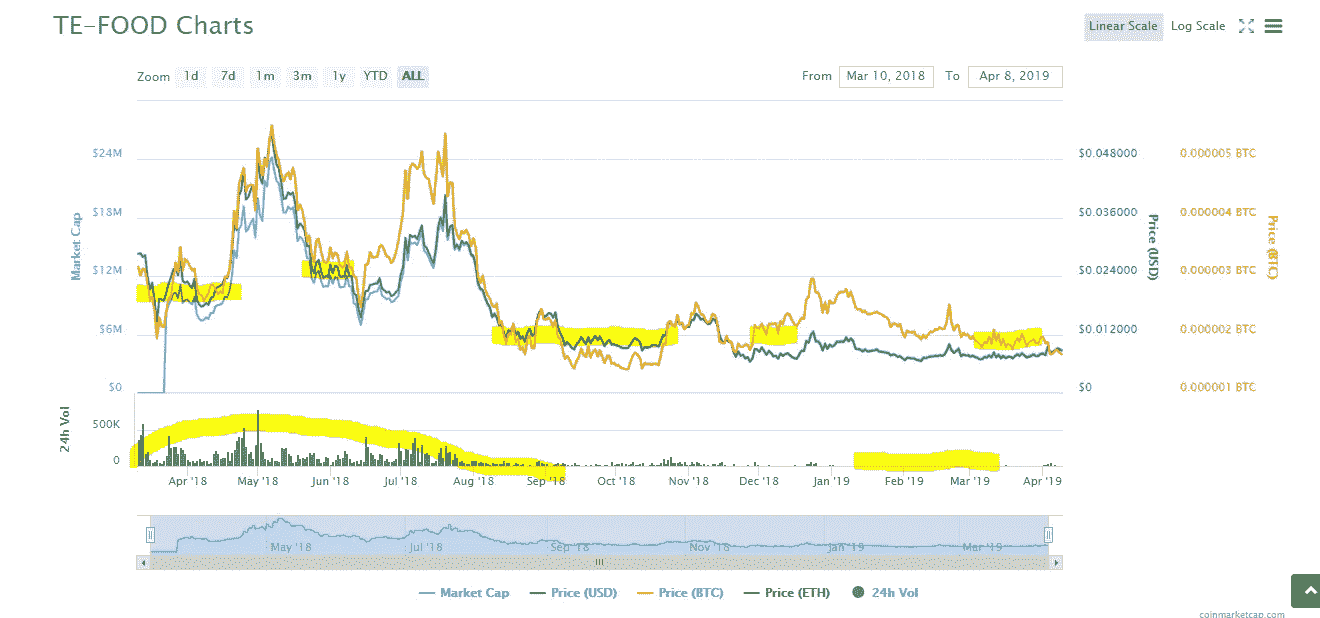 TE-FOOD Charts
Linear Scale Log Scale
Zoom 1d 7d 1m 3m 1y YTD ALL From Mar 10, 2018 To Apr 8, 2019
$24M $0.048000 0.000005 BTC
$18M $0.036000 0.000004 BTC
Market Cap Price (USD) Price (BTC)
$12M $0.024000 0.000003 BTC
$6M $0.012000 0.000002 BTC
$0 $0 0.000001 BTC
24h Vol
500K
0
Apr '18 May '18 Jun '18 Jul '18 Aug '18 Sep '18 Oct '18 Nov '18 Dec '18 Jan '19 Feb '19 Mar '19 Apr '19
May '18 Jul '18 Sep '18 Nov '18 Jan '19 Mar '19
Market Cap Price (USD) Price (BTC) Price (ETH) 24h Vol
coinmarketcap.com